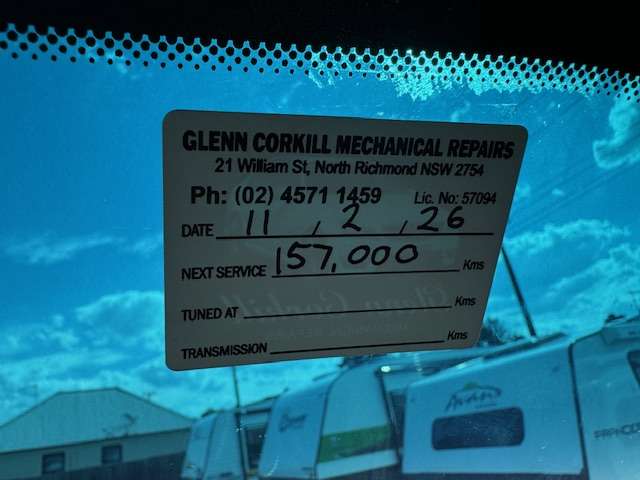 GLENN CORKILL MECHANICAL REPAIRS
21 William St, North Richmond NSW 2754
Ph: (02) 4571 1459 Lic. No: 57094
DATE 11 / 2 / 26
NEXT SERVICE 157,000 Kms
TUNED AT Kms
TRANSMISSION Kms
Avan